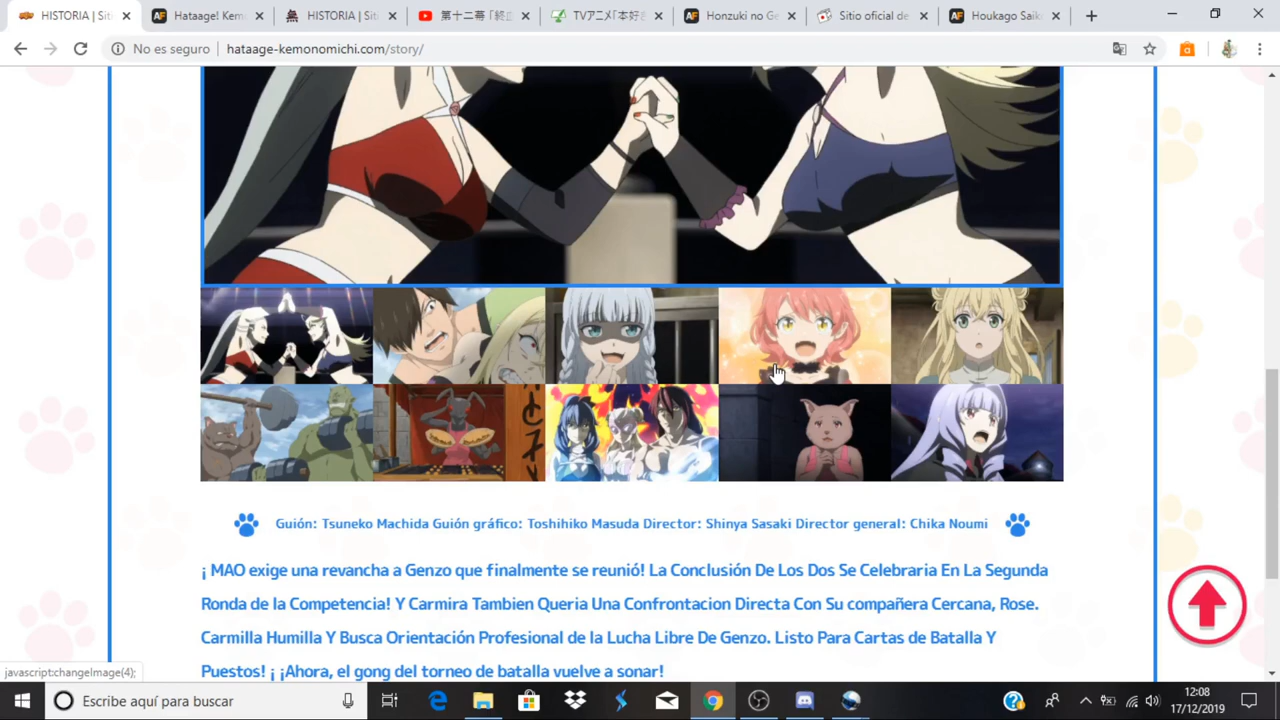 HISTORIA | Sit
Hataage! Kem
HISTORIA | Sit
第十二幕「終
TVアニメ「本好き
Honzuki no Ge
Sitio oficial de
Houkago Saik
No es seguro
hataage-kemonomichi.com/story/
Guión: Tsuneko Machida Guión gráfico: Toshihiko Masuda Director: Shinya Sasaki Director general: Chika Noumi
¡ MAO exige una revancha a Genzo que finalmente se reunió! La Conclusión De Los Dos Se Celebraria En La Segunda
Ronda de la Competencia! Y Carmira Tambien Queria Una Confrontacion Directa Con Su compañera Cercana, Rose.
Carmilla Humilla Y Busca Orientación Profesional de la Lucha Libre De Genzo. Listo Para Cartas de Batalla Y
Puestos! ¡ ¡Ahora, el gong del torneo de batalla vuelve a sonar!
javascript:changeImage(4);
Escribe aquí para buscar
12:08
17/12/2019